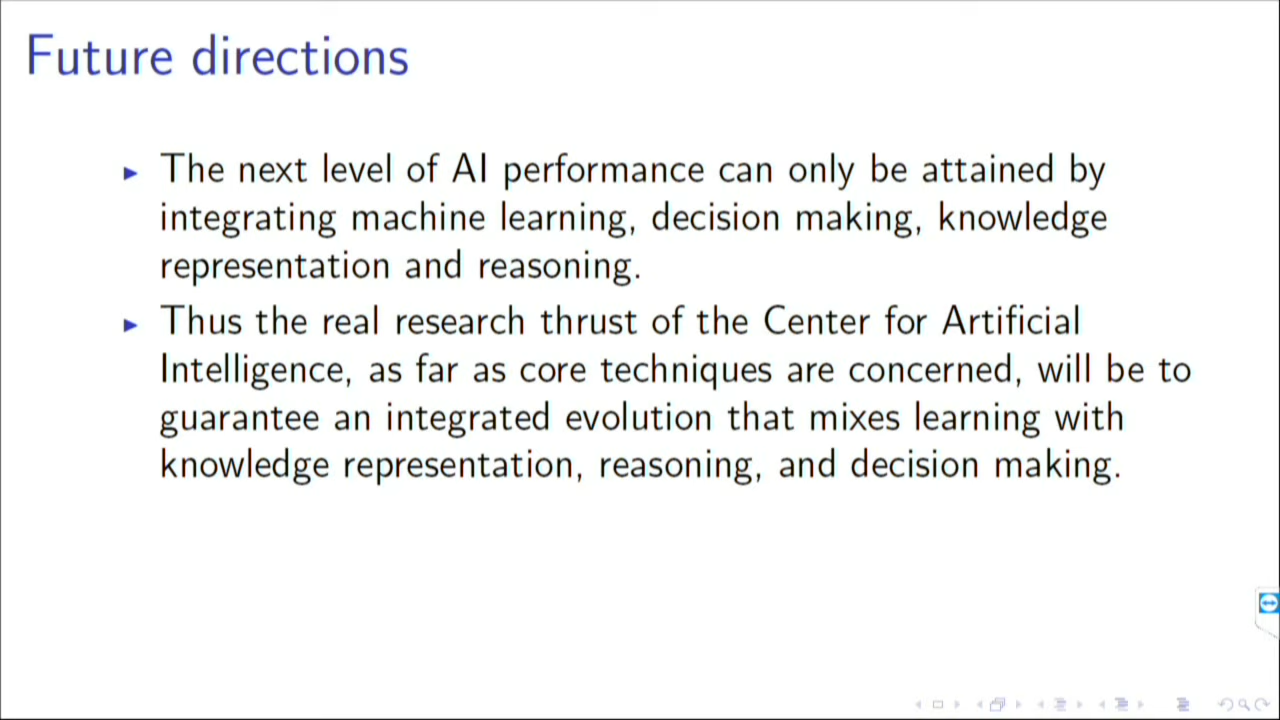 Future directions
The next level of AI performance can only be attained by
integrating machine learning, decision making, knowledge
representation and reasoning.
Thus the real research thrust of the Center for Artificial
Intelligence, as far as core techniques are concerned, will be to
guarantee an integrated evolution that mixes learning with
knowledge representation, reasoning, and decision making.